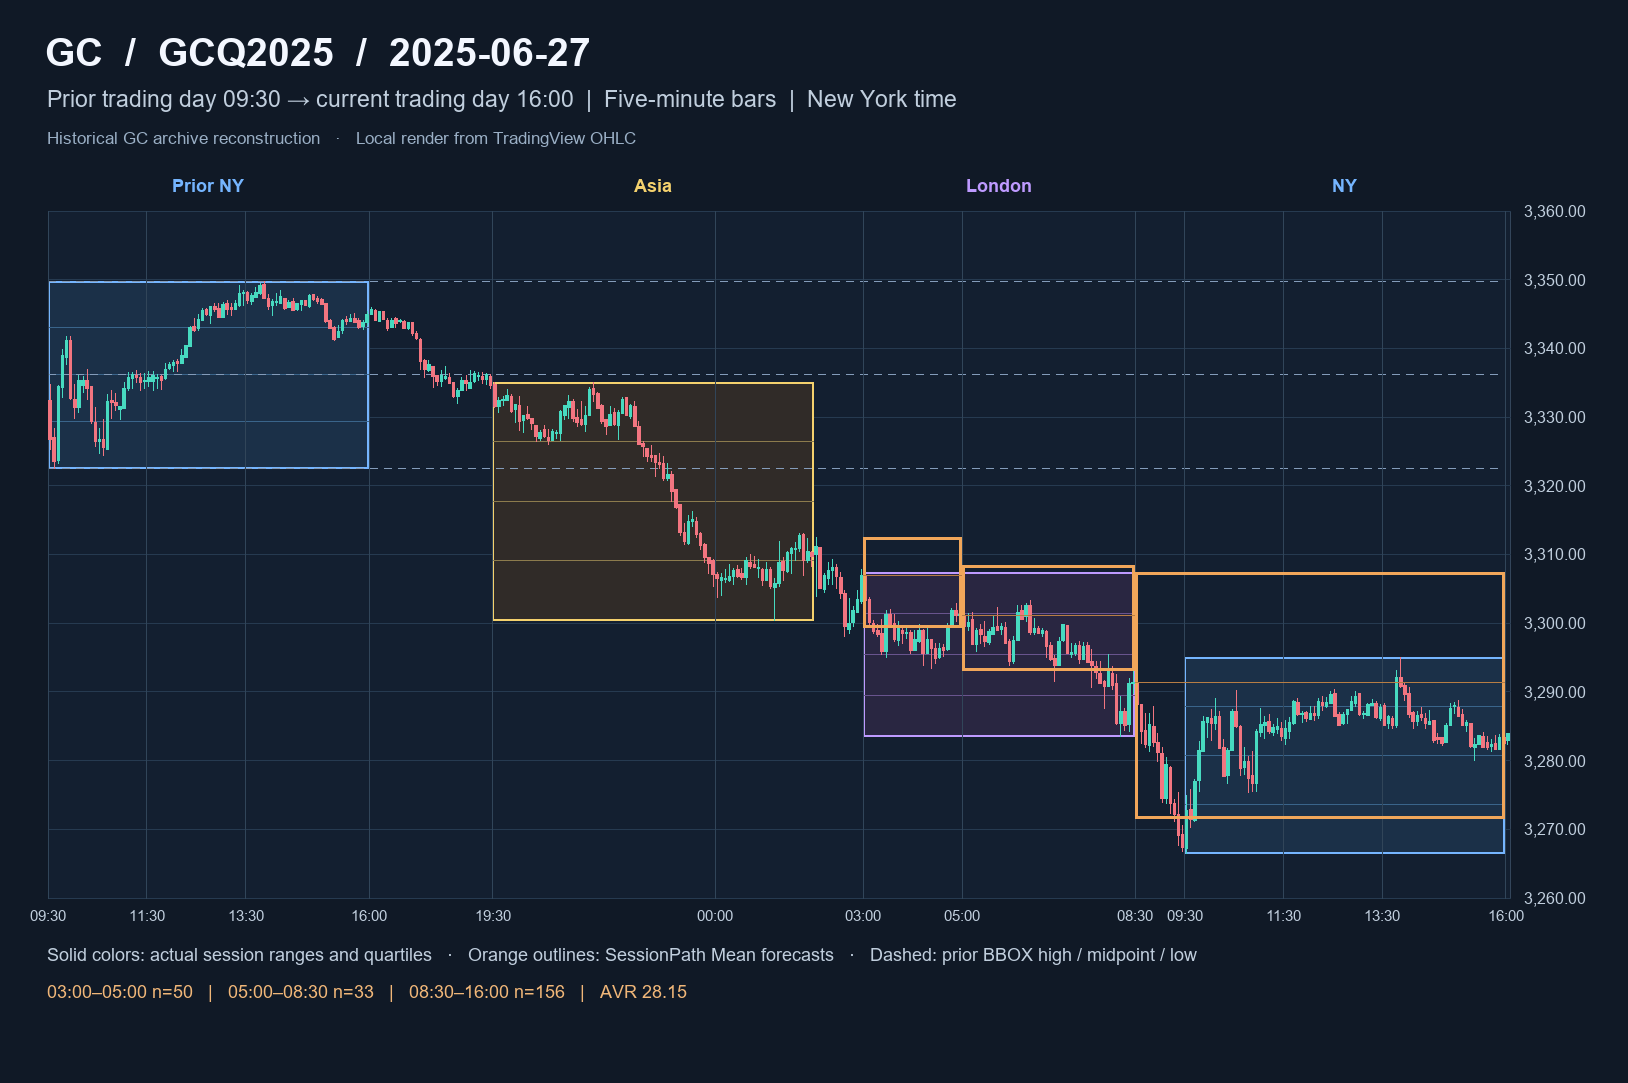 GC / GCQ2025 / 2025-06-27
Prior trading day 09:30 → current trading day 16:00 | Five-minute bars | New York time
Historical GC archive reconstruction · Local render from TradingView OHLC
Prior NY Asia London NY
3,360.00
3,350.00
3,340.00
3,330.00
3,320.00
3,310.00
3,300.00
3,290.00
3,280.00
3,270.00
3,260.00
09:30 11:30 13:30 16:00 19:30 00:00 03:00 05:00 08:30 09:30 11:30 13:30 16:00
Solid colors: actual session ranges and quartiles · Orange outlines: SessionPath Mean forecasts · Dashed: prior BBOX high / midpoint / low
03:00–05:00 n=50 | 05:00–08:30 n=33 | 08:30–16:00 n=156 | AVR 28.15